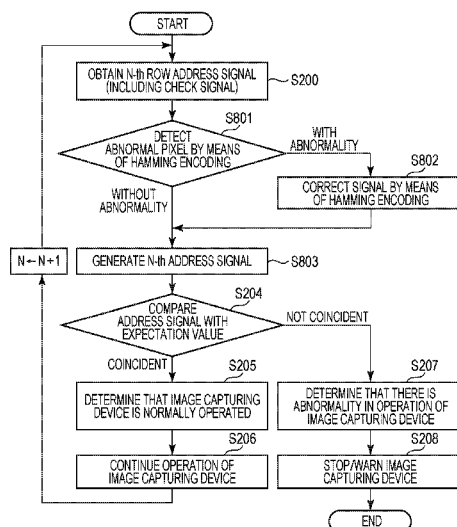 START
OBTAIN N-th ROW ADDRESS SIGNAL
(INCLUDING CHECK SIGNAL)
S200
S801
DETECT
ABNORMAL PIXEL BY MEANS
OF HAMMING ENCODING
WITH
ABNORMALITY
S802
CORRECT SIGNAL BY MEANS
OF HAMMING ENCODING
WITHOUT
ABNORMALITY
N←N+1
GENERATE N-th ADDRESS SIGNAL
S803
S204
COMPARE
ADDRESS SIGNAL WITH
EXPECTATION VALUE
NOT COINCIDENT
COINCIDENT
S205
S207
DETERMINE THAT IMAGE CAPTURING
DEVICE IS NORMALLY OPERATED
DETERMINE THAT THERE IS
ABNORMALITY IN OPERATION OF
IMAGE CAPTURING DEVICE
S206
S208
CONTINUE OPERATION OF
IMAGE CAPTURING DEVICE
STOP/WARN IMAGE
CAPTURING DEVICE
END